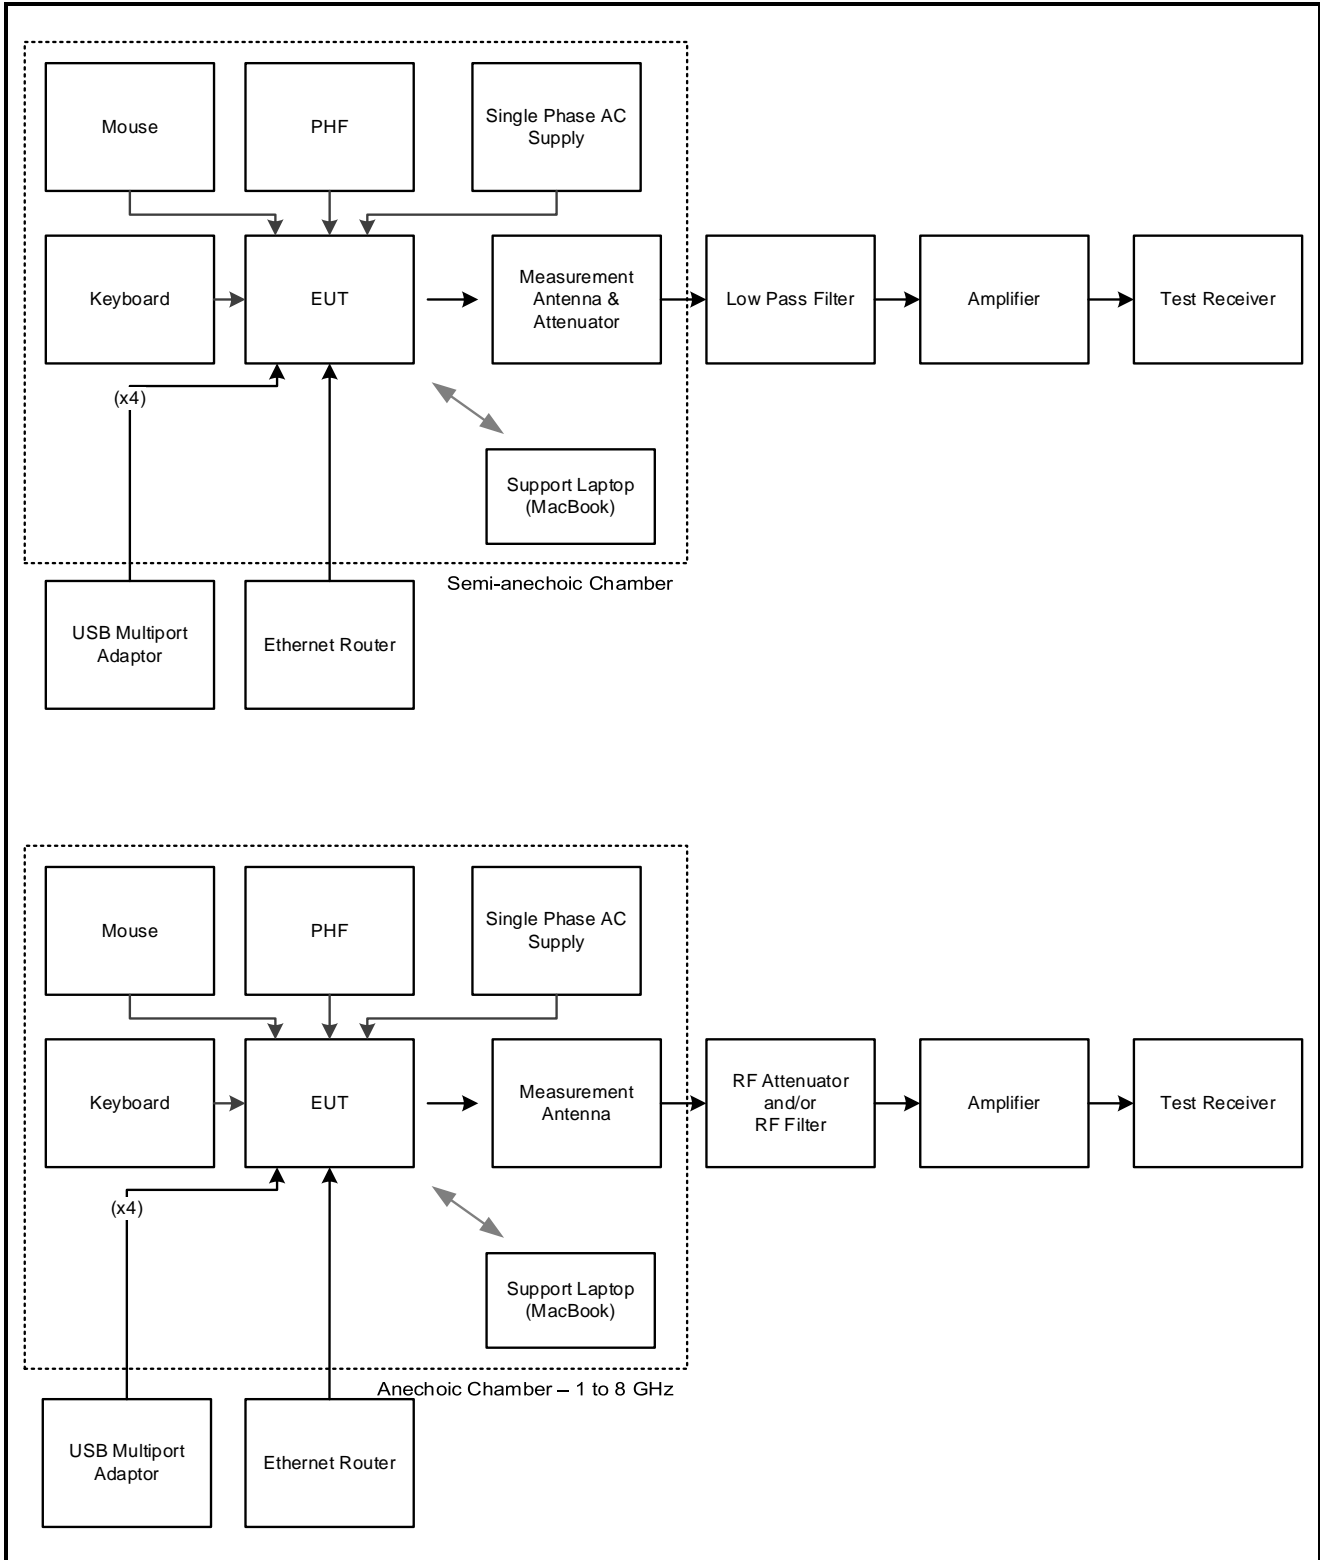 Mouse
PHF
Single Phase AC
Supply
Keyboard
EUT
Measurement
Antenna &
Attenuator
Low Pass Filter
Amplifier
Test Receiver
(x4)
Support Laptop
(MacBook)
Semi-anechoic Chamber
USB Multiport
Adaptor
Ethernet Router
Mouse
PHF
Single Phase AC
Supply
Keyboard
EUT
Measurement
Antenna
RF Attenuator
and/or
RF Filter
Amplifier
Test Receiver
(x4)
Support Laptop
(MacBook)
Anechoic Chamber – 1 to 8 GHz
USB Multiport
Adaptor
Ethernet Router